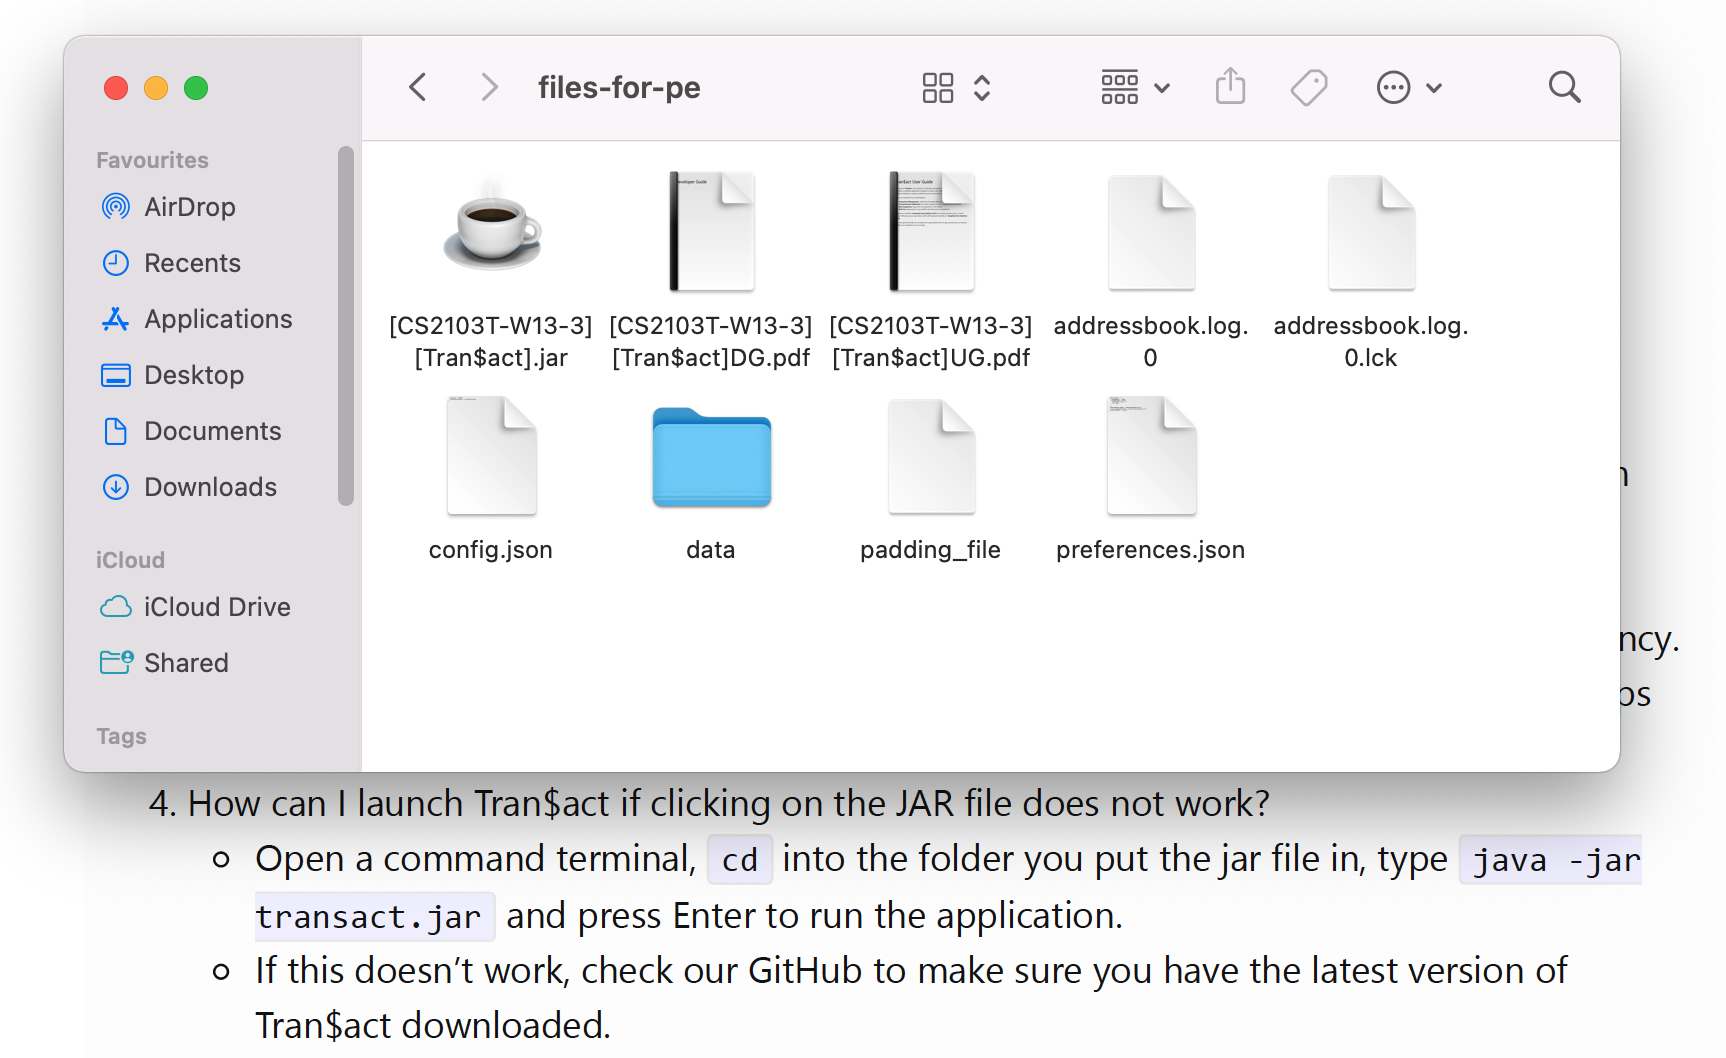 files-for-pe
Favourites
AirDrop
Recents
Applications
Desktop
Documents
Downloads
iCloud
iCloud Drive
Shared
Tags
[CS2103T-W13-3]
[Tran$act].jar
[CS2103T-W13-3]
[Tran$act]DG.pdf
[CS2103T-W13-3]
[Tran$act]UG.pdf
addressbook.log.
0
addressbook.log.
0.lck
config.json
data
padding_file
preferences.json
ncy.
ps
4. How can I launch Tran$act if clicking on the JAR file does not work?
Open a command terminal, cd into the folder you put the jar file in, type java -jar
transact.jar and press Enter to run the application.
If this doesn’t work, check our GitHub to make sure you have the latest version of
Tran$act downloaded.